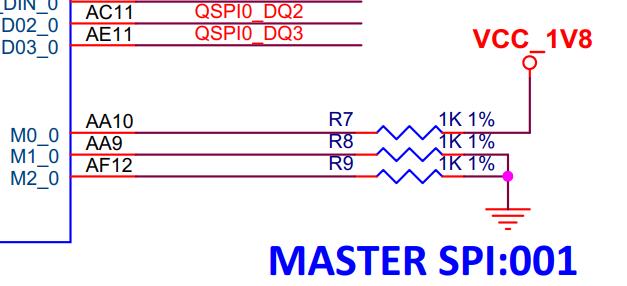 _DIN_0
AC11 QSPI0_DQ2
D02_0
AE11 QSPI0_DQ3
D03_0
VCC_1V8
AA10 R7 1K 1%
M0_0
AA9 R8 1K 1%
M1_0
AF12 R9 1K 1%
M2_0
MASTER SPI:001